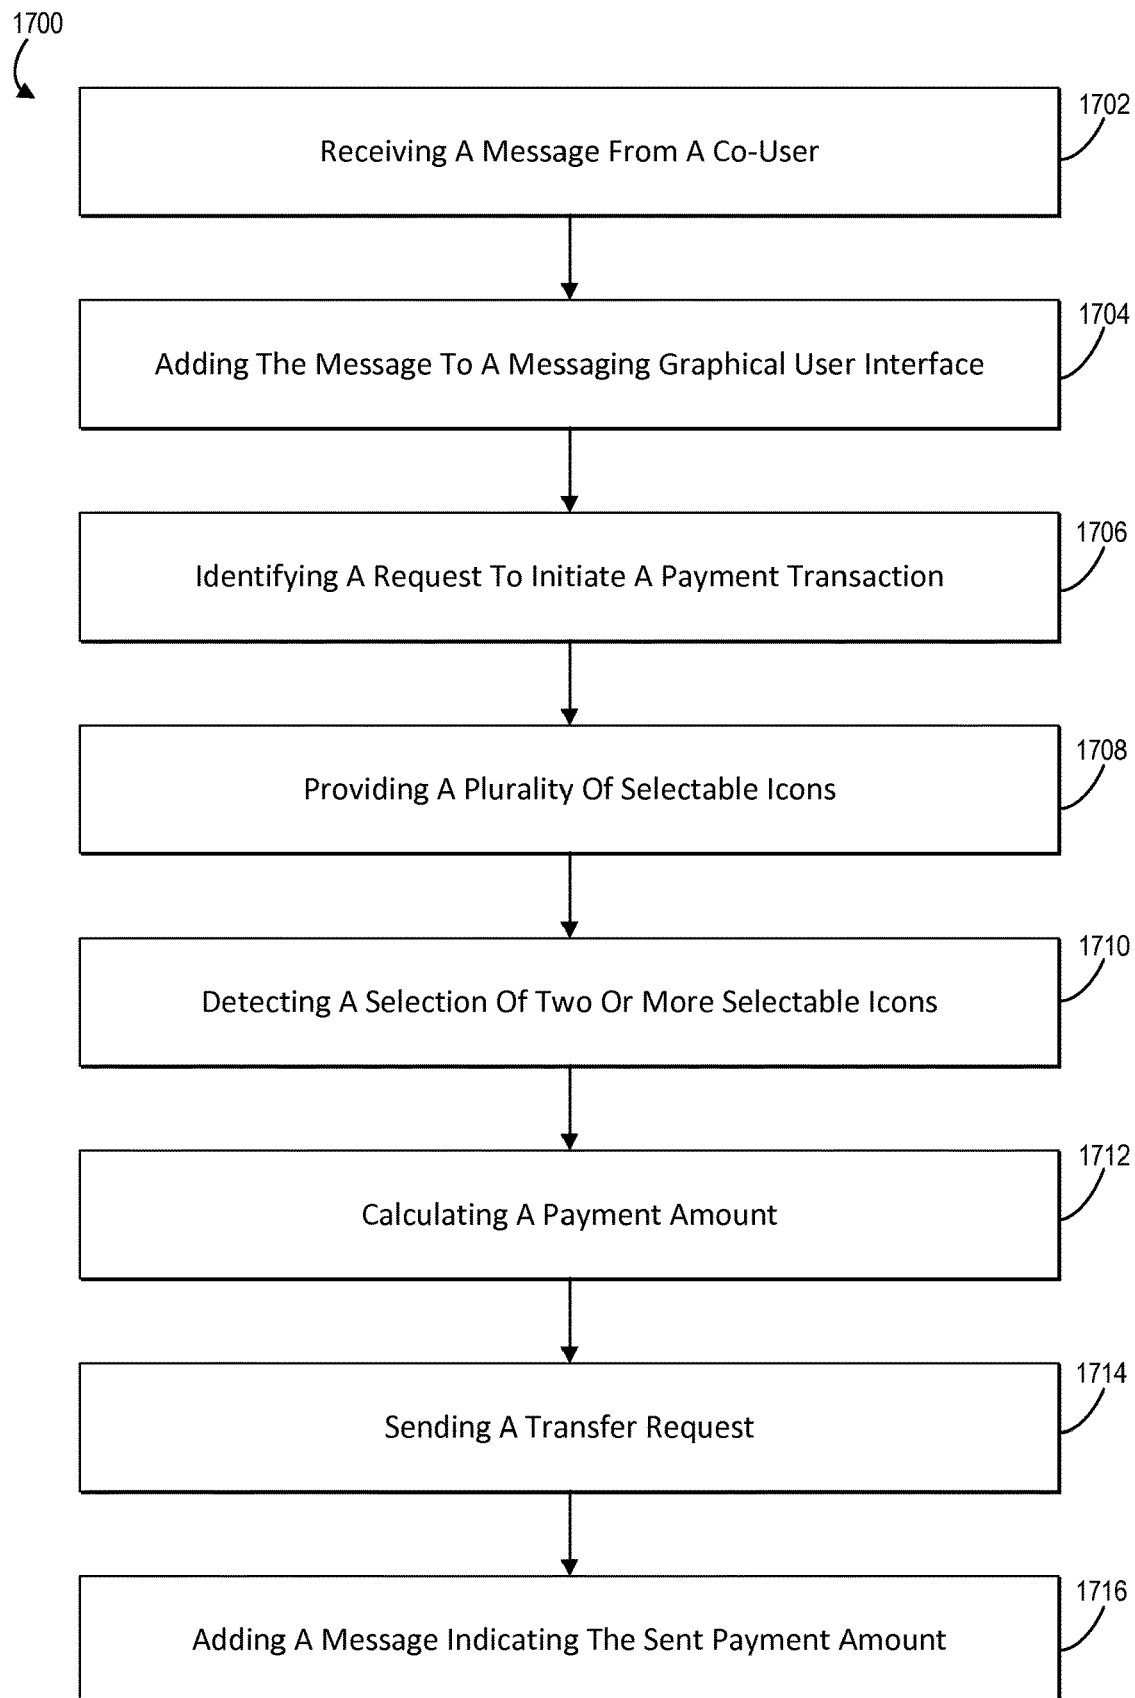 1700
1702
Receiving A Message From A Co-User
1704
Adding The Message To A Messaging Graphical User Interface
1706
Identifying A Request To Initiate A Payment Transaction
1708
Providing A Plurality Of Selectable Icons
1710
Detecting A Selection Of Two Or More Selectable Icons
1712
Calculating A Payment Amount
1714
Sending A Transfer Request
1716
Adding A Message Indicating The Sent Payment Amount